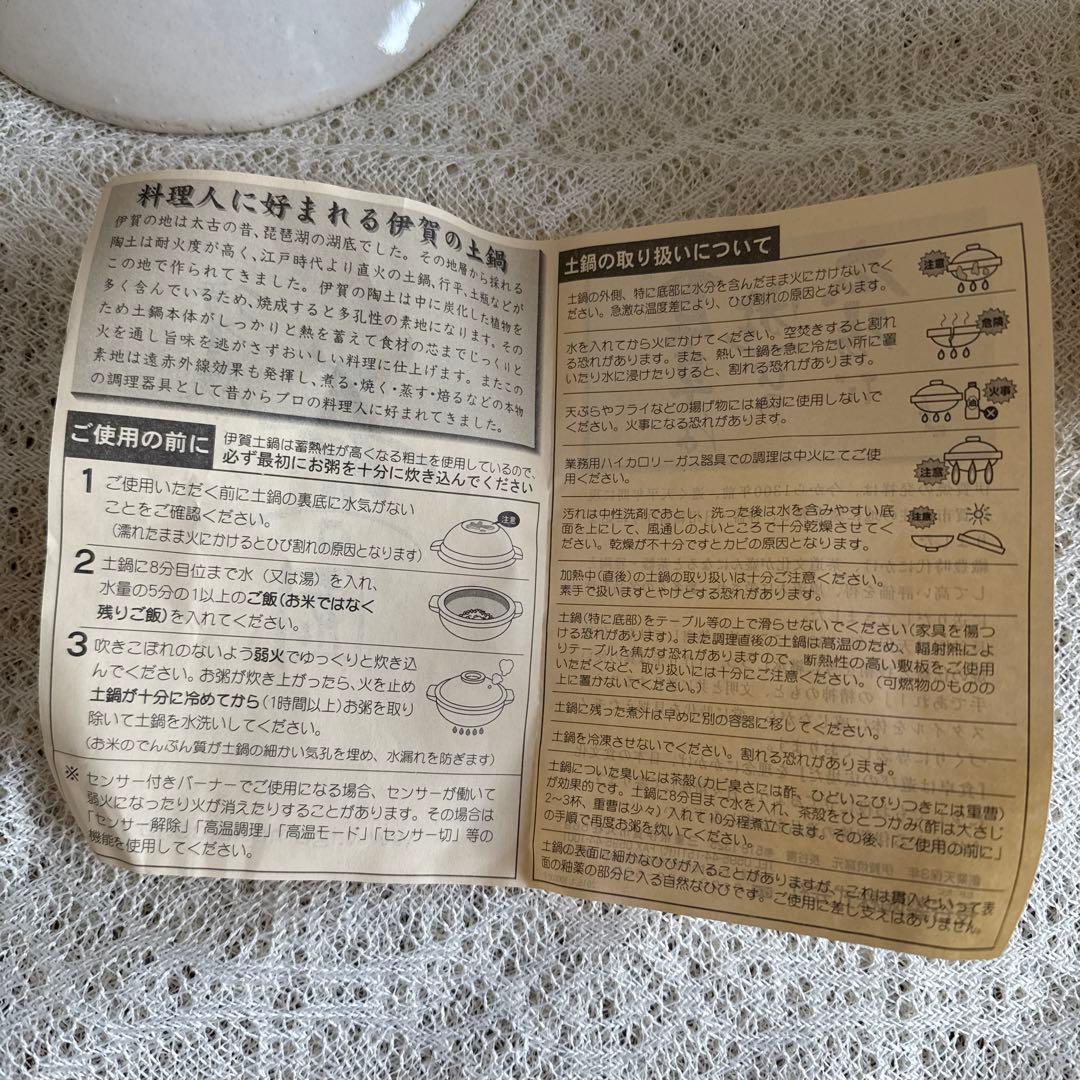 料理人に好まれる伊賀の土鍋
伊賀の地は太古の昔、琵琶湖の湖底でした。その地層から採れる
陶土は耐火度が高く、江戸時代より直火の土鍋、行平、土瓶などが
この地で作られてきました。伊賀の陶土は中に炭化した植物を
多く含んでいるため、焼成すると多孔性の素地になります。その
ため土鍋本体がしっかりと熱を蓄えて食材の芯までじっくりと
火を通し旨味を逃がさずおいしい料理に仕上げます。またこの
素地は遠赤外線効果も発揮し、煮る・焼く・蒸す・焙るなどの本物
の調理器具として昔からプロの料理人に好まれてきました。
ご使用の前に
伊賀土鍋は蓄熱性が高くなる粗土を使用しているので、
必ず最初にお粥を十分に炊き込んでください
1 ご使用いただく前に土鍋の裏底に水気がない
ことをご確認ください。
(濡れたまま火にかけるとひび割れの原因となります)
注意
2 土鍋に8分目位まで水(又は湯)を入れ、
水量の5分の1以上のご飯(お米ではなく
残りご飯)を入れてください。
3 吹きこぼれのないよう弱火でゆっくりと炊き込
んでください。お粥が炊き上がったら、火を止め
土鍋が十分に冷めてから(1時間以上)お粥を取り
除いて土鍋を水洗いしてください。
(お米のでんぷん質が土鍋の細かい気孔を埋め、水漏れを防ぎます)
※ センサー付きバーナーでご使用になる場合、センサーが働いて
弱火になったり火が消えたりすることがあります。その場合は
「センサー解除」「高温調理」「高温モード」「センサー切」等の
機能を使用してください。
土鍋の取り扱いについて
土鍋の外側、特に底部に水分を含んだまま火にかけないでく
ださい。急激な温度差により、ひび割れの原因となります。
注意
水を入れてから火にかけてください。空焚きすると割れ
る恐れがあります。また、熱い土鍋を急に冷たい所に置
いたり水に浸けたりすると、割れる恐れがあります。
危険
天ぷらやフライなどの揚げ物には絶対に使用しないで
ください。火事になる恐れがあります。
油
火事
業務用ハイカロリーガス器具での調理は中火にてご使
用ください。
注意
汚れは中性洗剤でおとし、洗った後は水を含みやすい底
面を上にして、風通しのよいところで十分乾燥させてく
ださい。乾燥が不十分ですとカビの原因となります。
注意
加熱中(直後)の土鍋の取り扱いは十分ご注意ください。
素手で扱いますとやけどする恐れがあります。
土鍋(特に底部)をテーブル等の上で滑らせないでください(家具を傷つ
ける恐れがあります)。また調理直後の土鍋は高温のため、輻射熱によ
りテーブルを焦がす恐れがありますので、断熱性の高い敷板をご使用
いただくなど、取り扱いには十分にご注意ください。(可燃物のものの
上に置かないでください。)
土鍋に残った煮汁は早めに別の容器に移してください。
土鍋を冷凍させないでください。割れる恐れがあります。
土鍋についた臭いには茶殻(カビ臭さには酢、ひどいこびりつきには重曹)
が効果的です。土鍋に8分目まで水を入れ、茶殻をひとつかみ(酢は大さじ
2〜3杯、重曹は少々)入れて10分程煮立てます。その後、「ご使用の前に」
の手順で再度お粥を炊いてください。
土鍋の表面に細かなひびが入ることがありますが、これは貫入といって表
面の釉薬の部分に入る自然なひびです。ご使用に差し支えはありません。